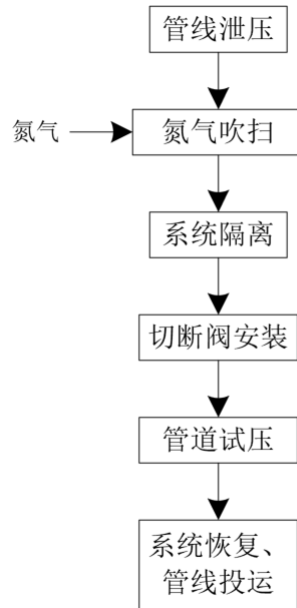 管线泄压
氮气
氮气吹扫
系统隔离
切断阀安装
管道试压
系统恢复、
管线投运